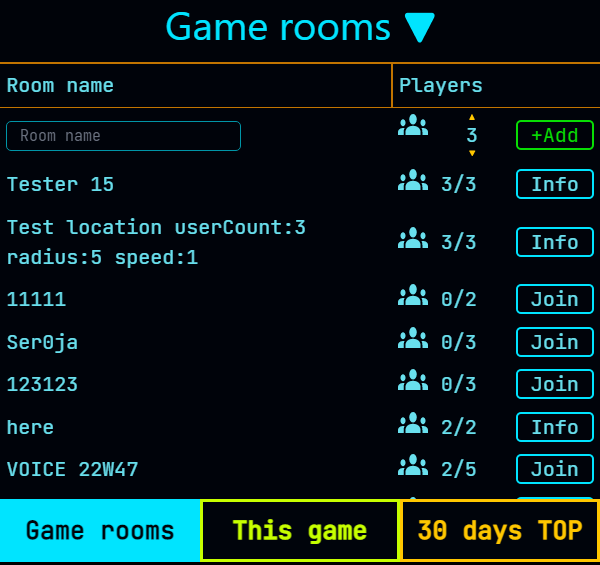 Game rooms ▼
Room name Players
Room name 3 +Add
Tester 15 3/3 Info
Test location userCount:3
radius:5 speed:1 3/3 Info
11111 0/2 Join
Ser0ja 0/3 Join
123123 0/3 Join
here 2/2 Info
VOICE 22W47 2/5 Join
Game rooms This game 30 days TOP